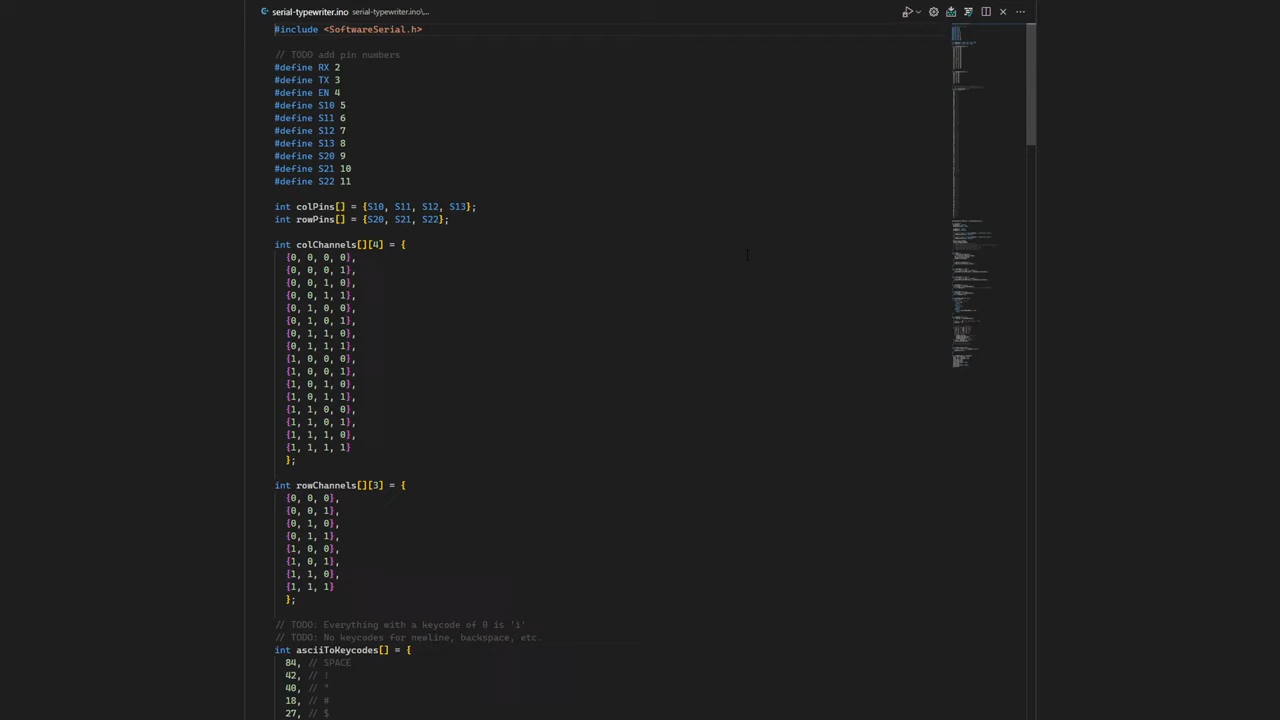 serial-typewriter.ino serial-typewriter.ino\...
#include <SoftwareSerial.h>
// TODO add pin numbers
#define RX 2
#define TX 3
#define EN 4
#define S10 5
#define S11 6
#define S12 7
#define S13 8
#define S20 9
#define S21 10
#define S22 11
int colPins[] = {S10, S11, S12, S13};
int rowPins[] = {S20, S21, S22};
int colChannels[][4] = {
{0, 0, 0, 0},
{0, 0, 0, 1},
{0, 0, 1, 0},
{0, 0, 1, 1},
{0, 1, 0, 0},
{0, 1, 0, 1},
{0, 1, 1, 0},
{0, 1, 1, 1},
{1, 0, 0, 0},
{1, 0, 0, 1},
{1, 0, 1, 0},
{1, 0, 1, 1},
{1, 1, 0, 0},
{1, 1, 0, 1},
{1, 1, 1, 0},
{1, 1, 1, 1}
};
int rowChannels[][3] = {
{0, 0, 0},
{0, 0, 1},
{0, 1, 0},
{0, 1, 1},
{1, 0, 0},
{1, 0, 1},
{1, 1, 0},
{1, 1, 1}
};
// TODO: Everything with a keycode of 0 is 'i'
// TODO: No keycodes for newline, backspace, etc.
int asciiToKeycodes[] = {
84, // SPACE
42, // !
40, // "
18, // #
27, // $